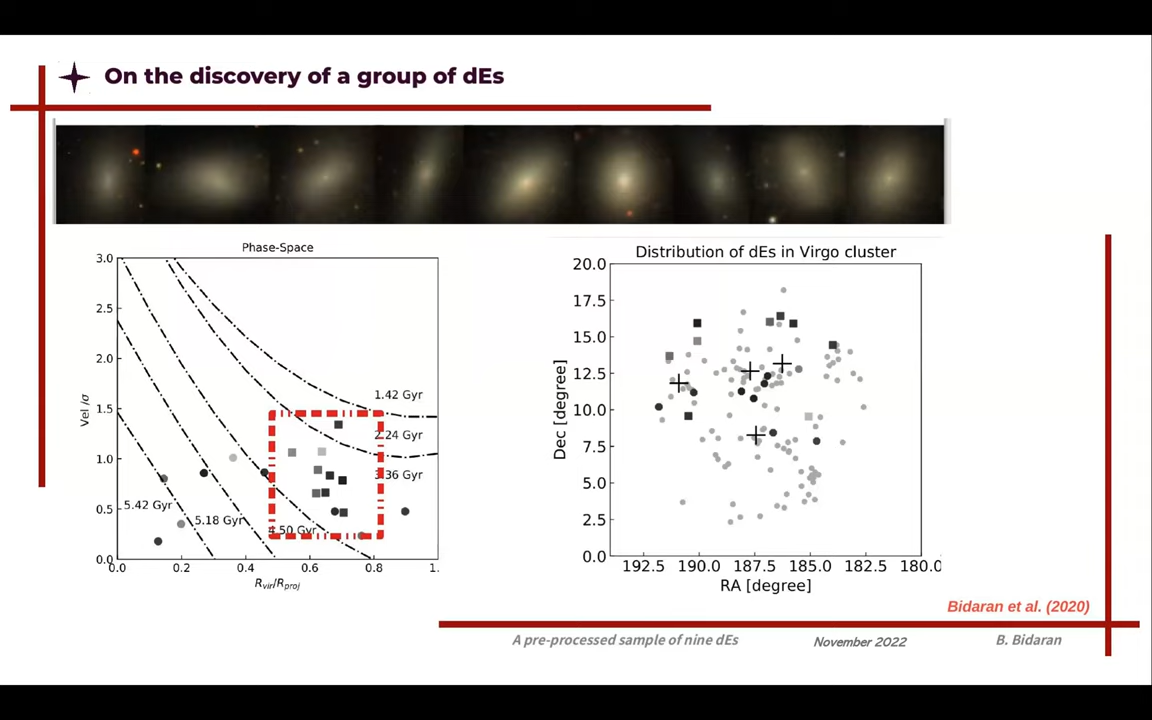 On the discovery of a group of dEs
Phase-Space
3.0
2.5
2.0
1.5
1.0
0.5
0.0
Vel /σ
1.42 Gyr
2.24 Gyr
3.36 Gyr
5.42 Gyr
5.18 Gyr
4.50 Gyr
0.0 0.2 0.4 0.6 0.8 1.
Rvir/Rproj
Distribution of dEs in Virgo cluster
20.0
17.5
15.0
12.5
10.0
7.5
5.0
2.5
0.0
Dec [degree]
192.5 190.0 187.5 185.0 182.5 180.0
RA [degree]
Bidaran et al. (2020)
A pre-processed sample of nine dEs November 2022 B. Bidaran